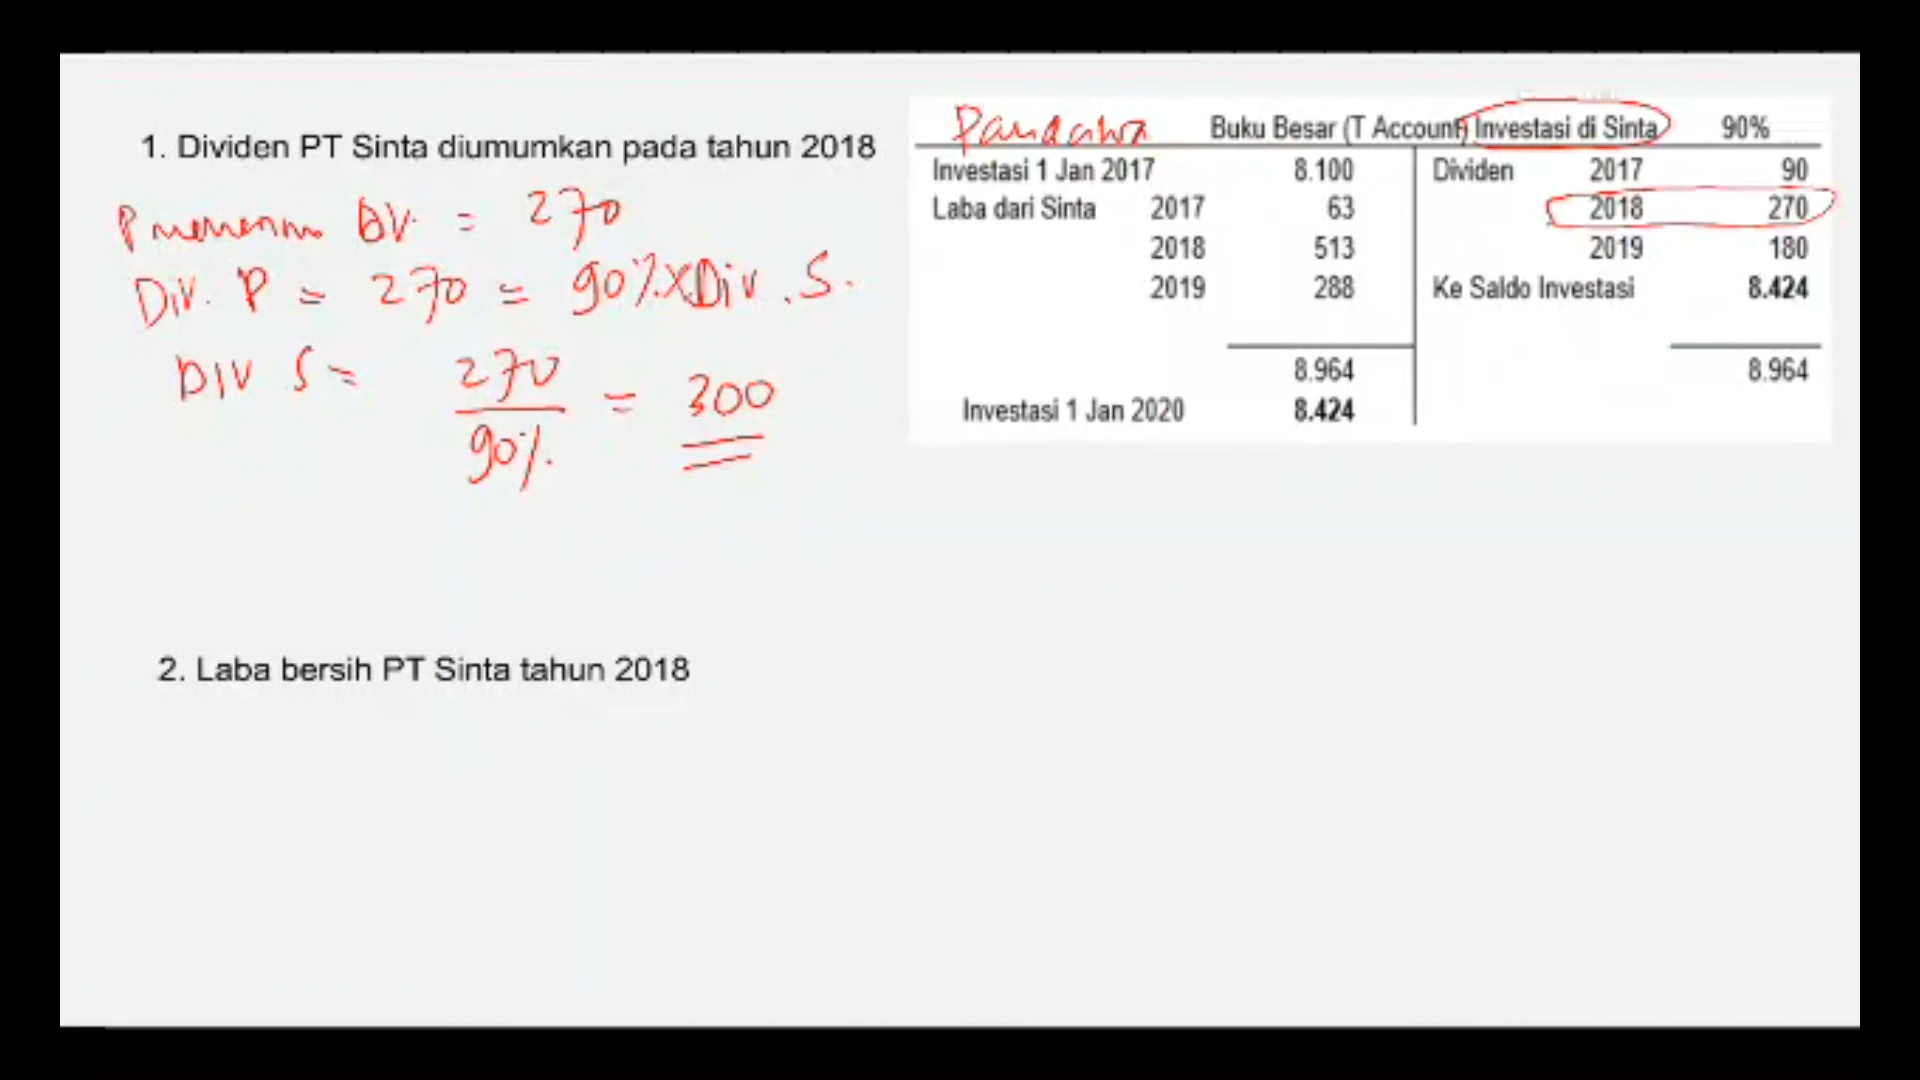 1. Dividen PT Sinta diumumkan pada tahun 2018
P menerima DV. = 270
Div. P = 270 = 90% x Div. S.
DIV S = 270 / 90% = 300
2. Laba bersih PT Sinta tahun 2018
Pandawa Buku Besar (T Account) Investasi di Sinta 90%
Investasi 1 Jan 2017 8.100 Dividen 2017 90
Laba dari Sinta 2017 63 2018 270
2018 513 2019 180
2019 288 Ke Saldo Investasi 8.424
8.964 8.964
Investasi 1 Jan 2020 8.424